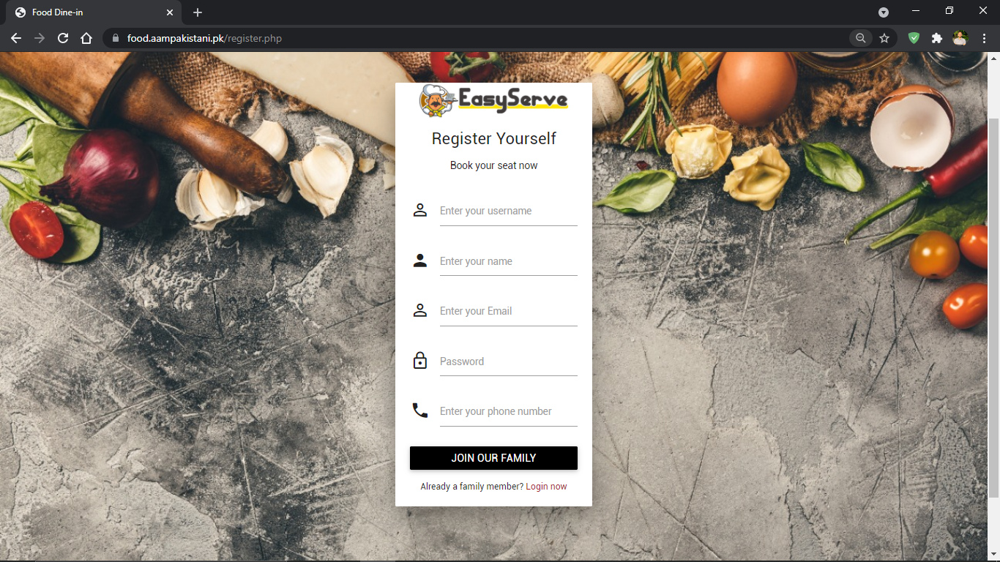 Food Dine-in
food.aampakistani.pk/register.php
EasyServe
Register Yourself
Book your seat now
Enter your username
Enter your name
Enter your Email
Password
Enter your phone number
JOIN OUR FAMILY
Already a family member? Login now